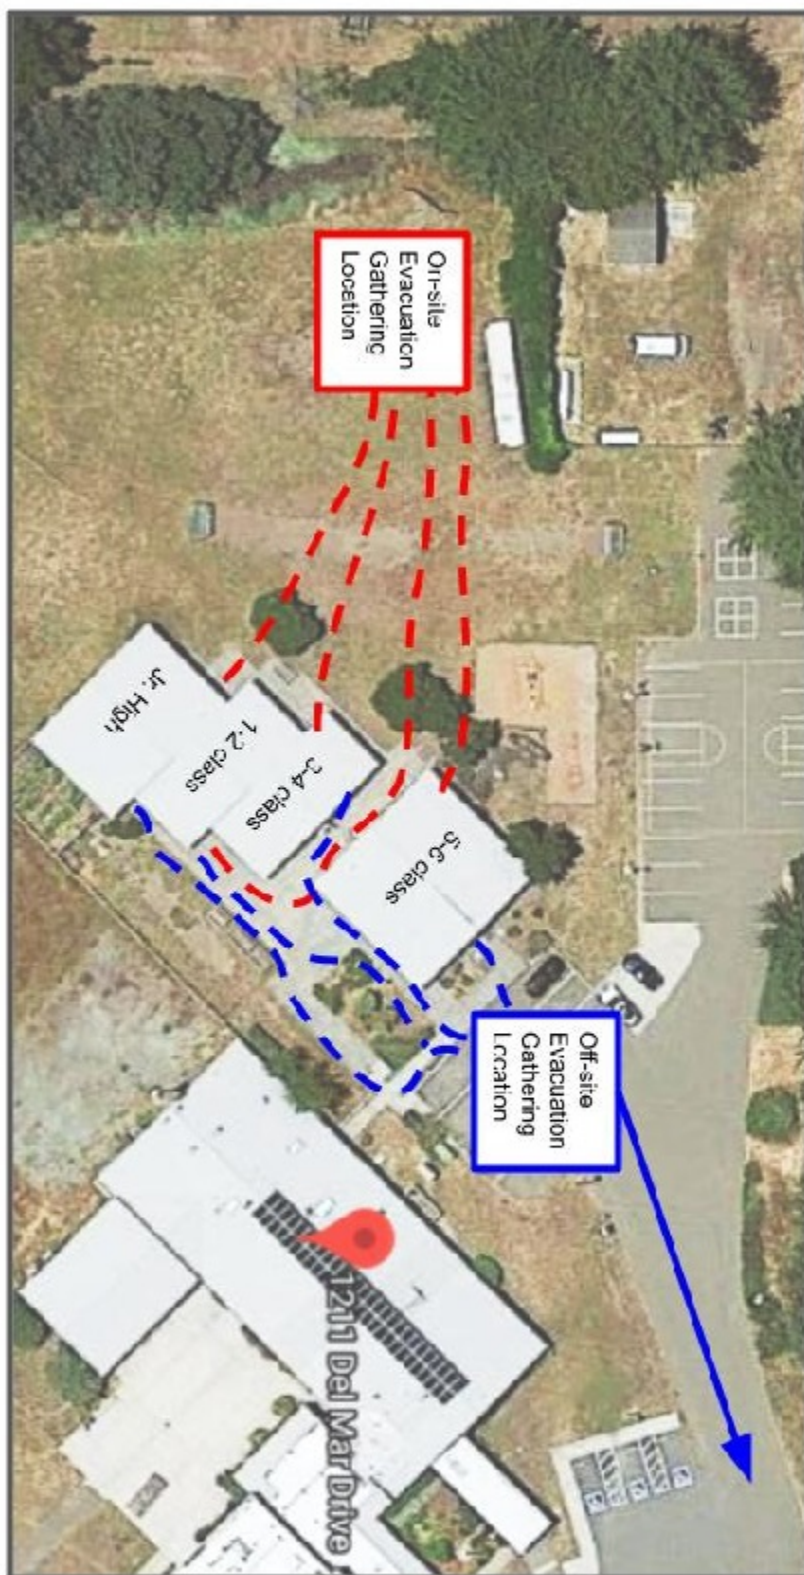 On-site
Evacuation
Gathering
Location
Jr. High
1-2 class
3-4 class
5-6 class
Off-site
Evacuation
Gathering
Location
1211 Del Mar Drive